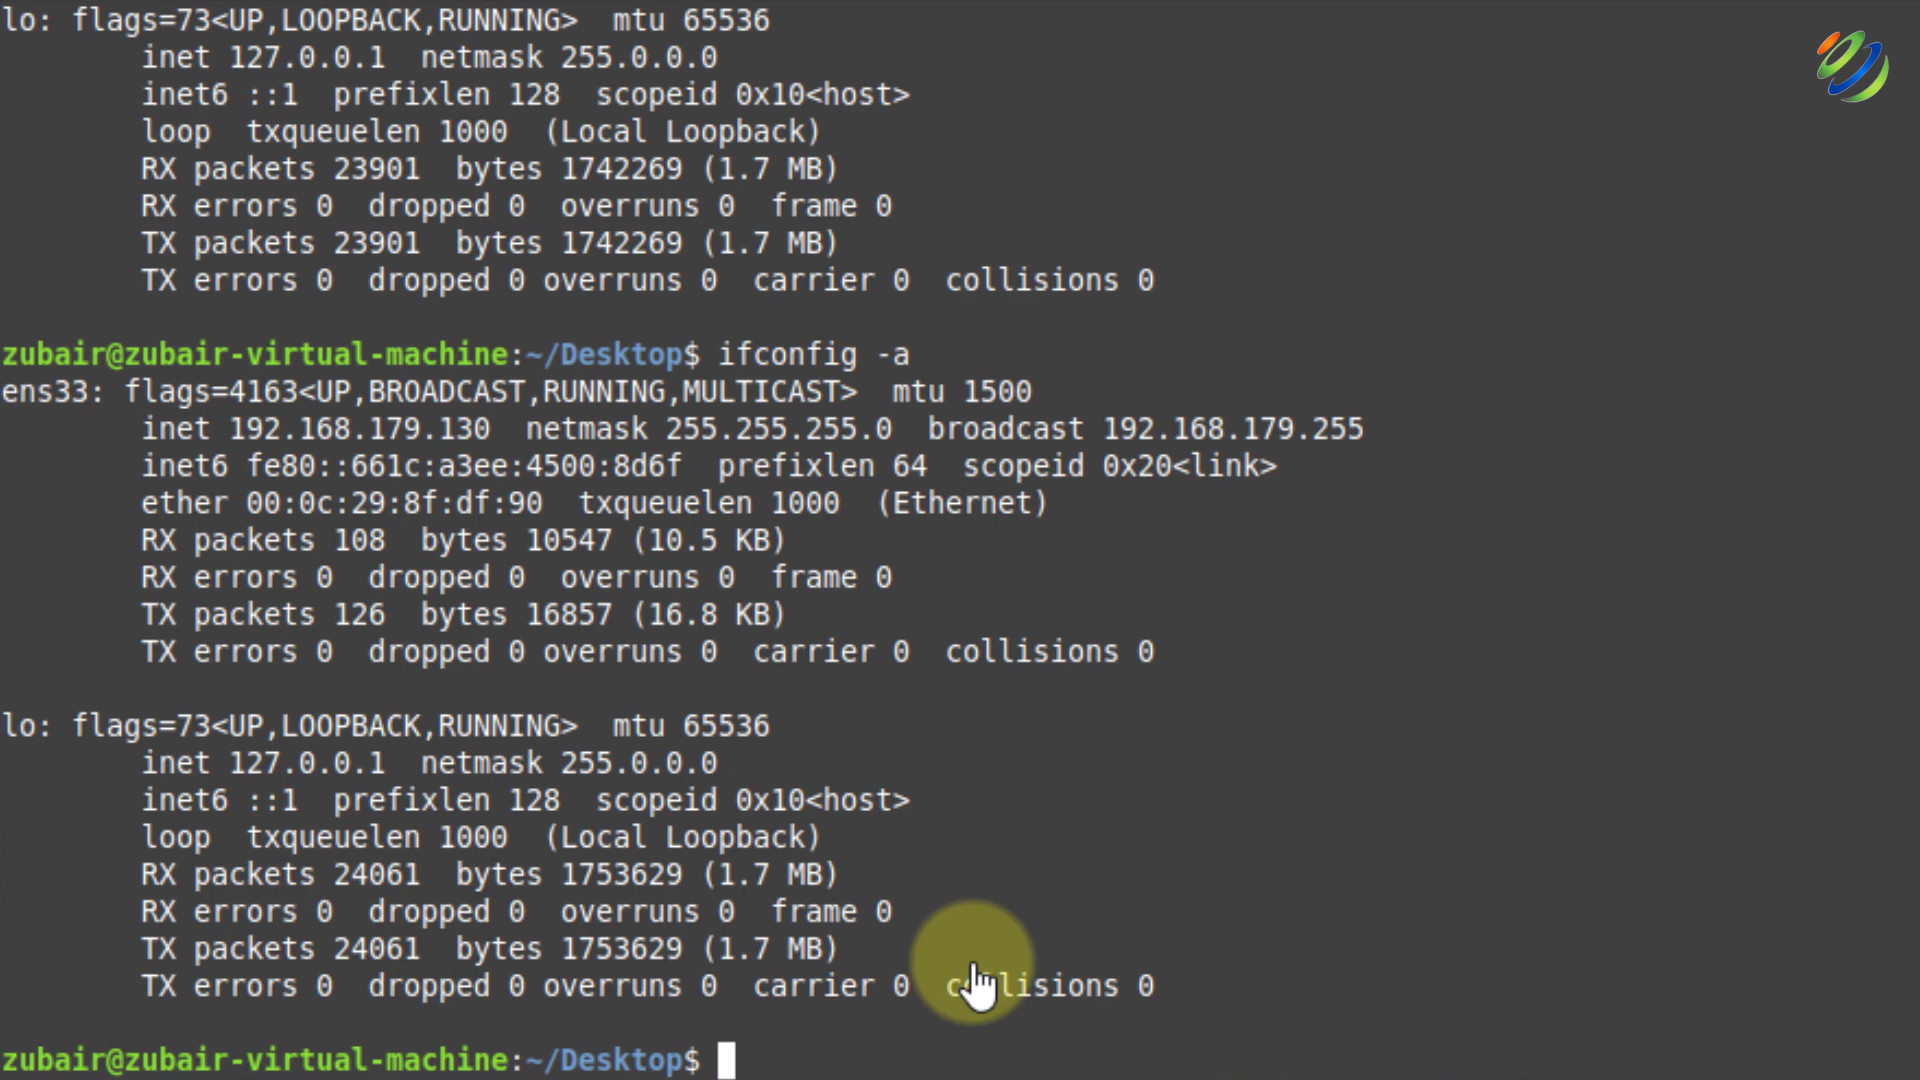 lo: flags=73<UP,LOOPBACK,RUNNING>  mtu 65536
        inet 127.0.0.1  netmask 255.0.0.0
        inet6 ::1  prefixlen 128  scopeid 0x10<host>
        loop  txqueuelen 1000  (Local Loopback)
        RX packets 23901  bytes 1742269 (1.7 MB)
        RX errors 0  dropped 0  overruns 0  frame 0
        TX packets 23901  bytes 1742269 (1.7 MB)
        TX errors 0  dropped 0 overruns 0  carrier 0  collisions 0

zubair@zubair-virtual-machine:~/Desktop$ ifconfig -a
ens33: flags=4163<UP,BROADCAST,RUNNING,MULTICAST>  mtu 1500
        inet 192.168.179.130  netmask 255.255.255.0  broadcast 192.168.179.255
        inet6 fe80::661c:a3ee:4500:8d6f  prefixlen 64  scopeid 0x20<link>
        ether 00:0c:29:8f:df:90  txqueuelen 1000  (Ethernet)
        RX packets 108  bytes 10547 (10.5 KB)
        RX errors 0  dropped 0  overruns 0  frame 0
        TX packets 126  bytes 16857 (16.8 KB)
        TX errors 0  dropped 0 overruns 0  carrier 0  collisions 0

lo: flags=73<UP,LOOPBACK,RUNNING>  mtu 65536
        inet 127.0.0.1  netmask 255.0.0.0
        inet6 ::1  prefixlen 128  scopeid 0x10<host>
        loop  txqueuelen 1000  (Local Loopback)
        RX packets 24061  bytes 1753629 (1.7 MB)
        RX errors 0  dropped 0  overruns 0  frame 0
        TX packets 24061  bytes 1753629 (1.7 MB)
        TX errors 0  dropped 0 overruns 0  carrier 0  collisions 0

zubair@zubair-virtual-machine:~/Desktop$